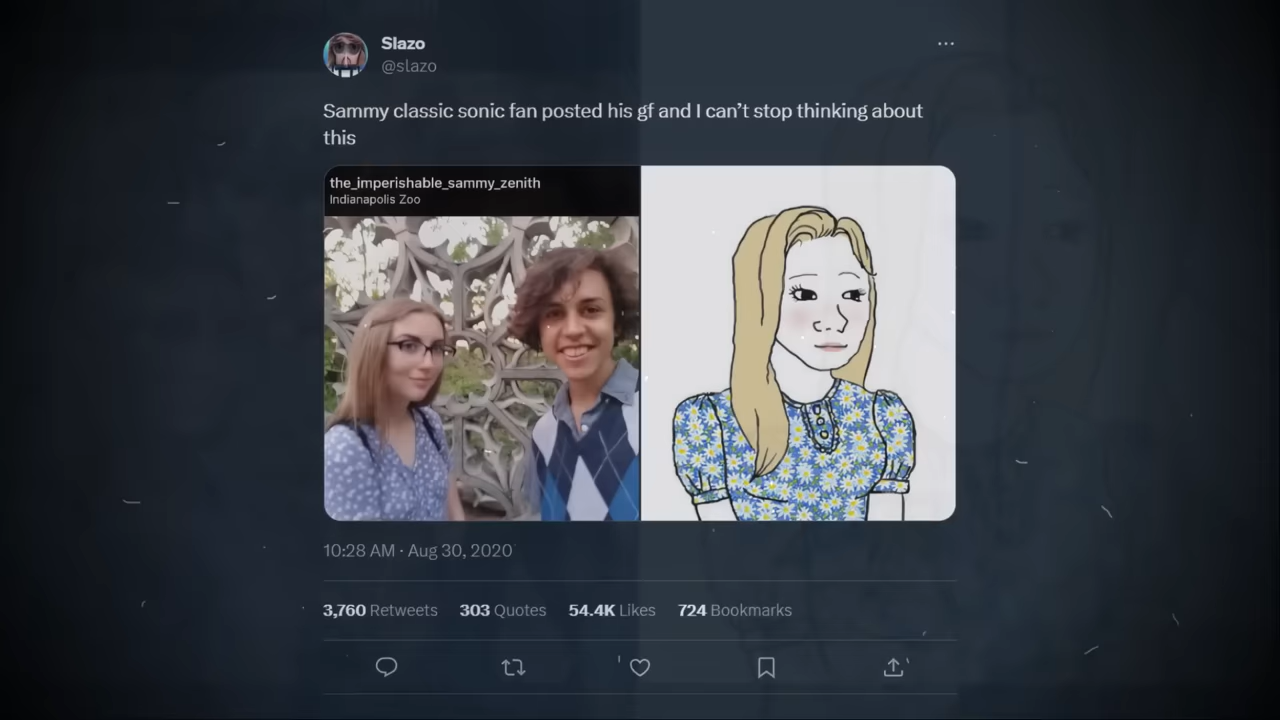 Slazo
@slazo
Sammy classic sonic fan posted his gf and I can’t stop thinking about
this
the_imperishable_sammy_zenith
Indianapolis Zoo
10:28 AM · Aug 30, 2020
3,760 Retweets 303 Quotes 54.4K Likes 724 Bookmarks